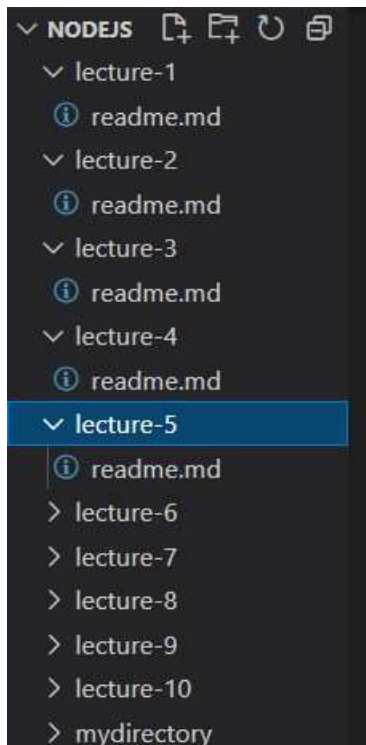 NODEJS
lecture-1
readme.md
lecture-2
readme.md
lecture-3
readme.md
lecture-4
readme.md
lecture-5
readme.md
lecture-6
lecture-7
lecture-8
lecture-9
lecture-10
mydirectory